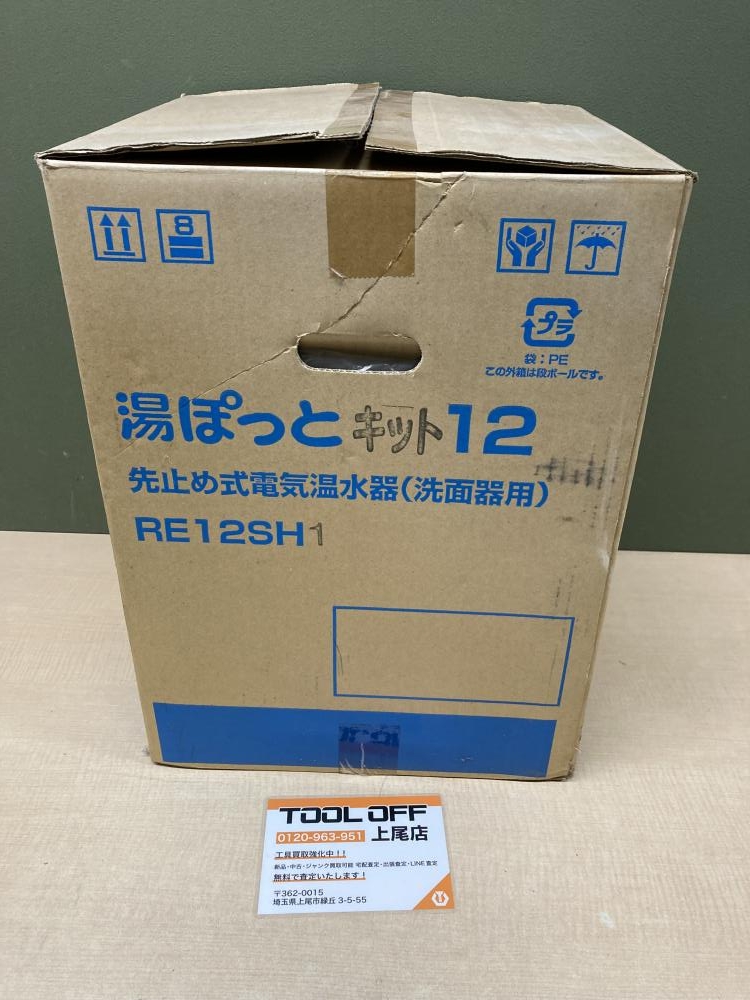 8
プラ
袋：PE
この外箱は段ボールです。
湯ぽっとキット12
先止め式電気温水器(洗面器用)
RE12SH1
TOOL OFF
0120-963-951 上尾店
工具買取強化中！！
新品・中古・ジャンク買取可能 宅配査定・出張査定・LINE査定
無料で査定いたします！
〒362-0015
埼玉県上尾市緑丘 3-5-55